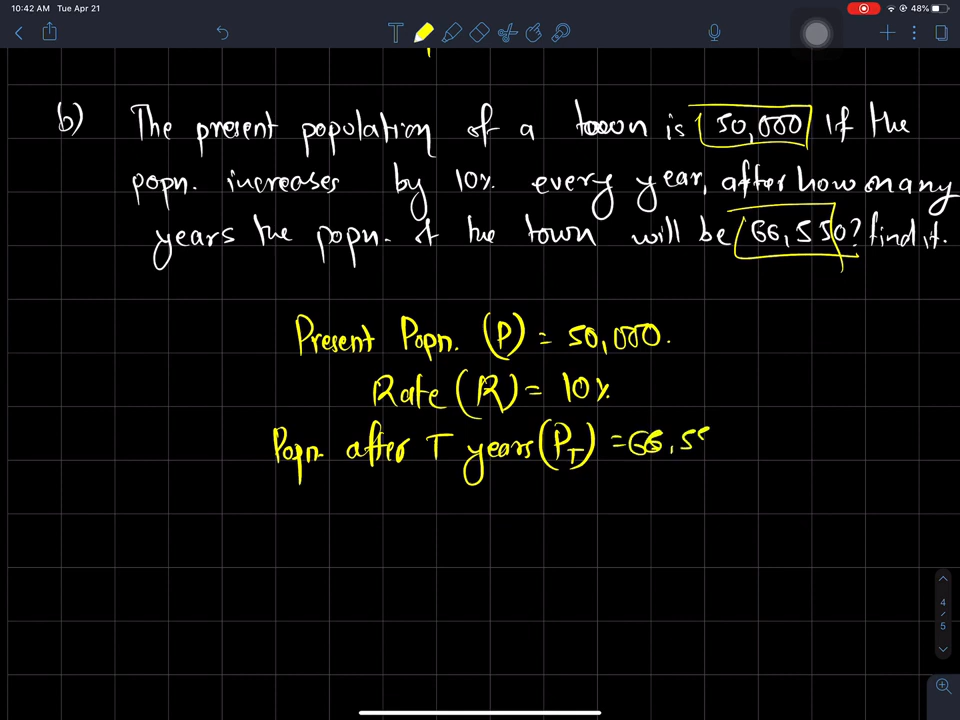 10:42 AM Tue Apr 21
48%
b) The present population of a town is 50,000 If the
popn. increases by 10% every year, after how many
years the popn. of the town will be 66,550? find it.
Present Popn. (P) = 50,000.
Rate (R) = 10%
Popn. after T years (P_T) = 66,55
4
/
5